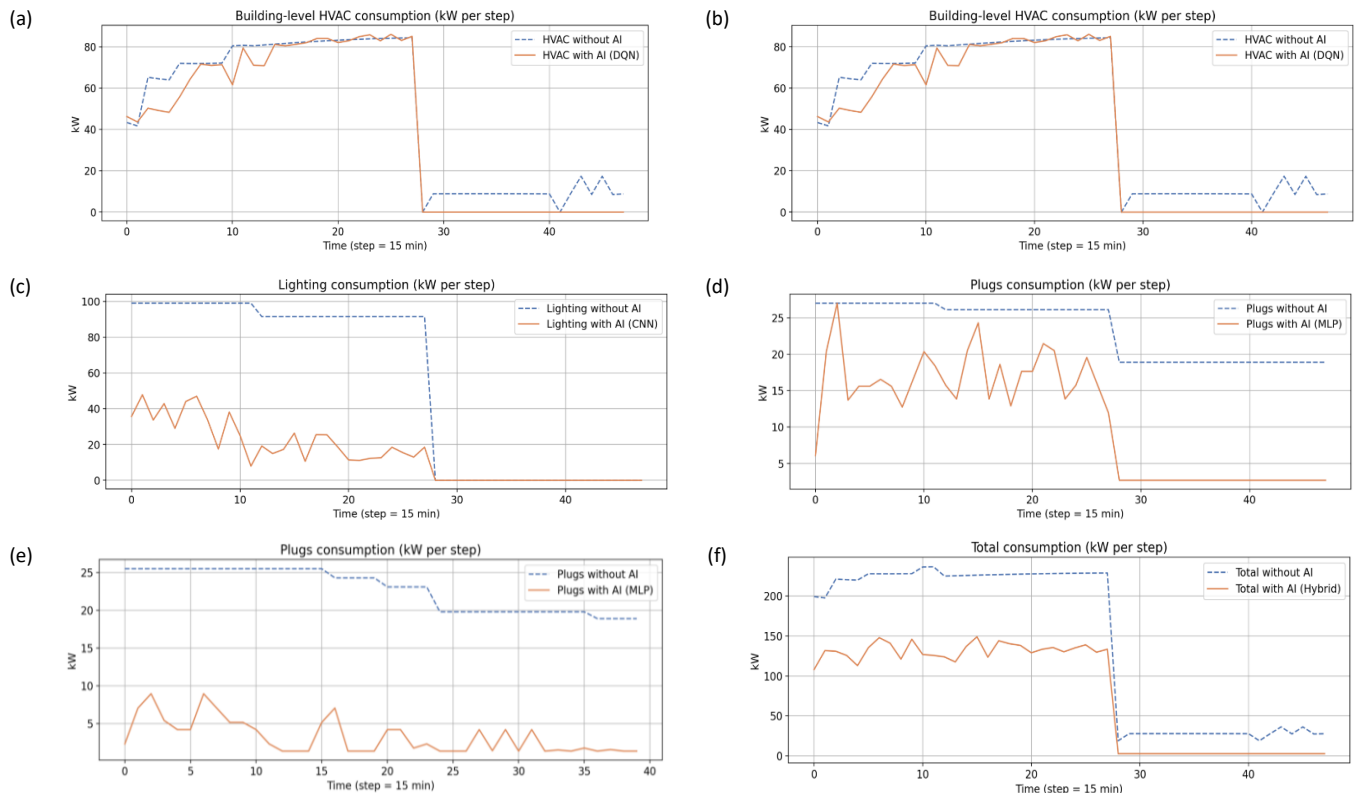 (a)
Building-level HVAC consumption (kW per step)
HVAC without AI
HVAC with AI (DQN)
kW
80
60
40
20
0
0 10 20 30 40
Time (step = 15 min)
(b)
Building-level HVAC consumption (kW per step)
HVAC without AI
HVAC with AI (DQN)
kW
80
60
40
20
0
0 10 20 30 40
Time (step = 15 min)
(c)
Lighting consumption (kW per step)
Lighting without AI
Lighting with AI (CNN)
kW
100
80
60
40
20
0
0 10 20 30 40
Time (step = 15 min)
(d)
Plugs consumption (kW per step)
Plugs without AI
Plugs with AI (MLP)
kW
25
20
15
10
5
0 10 20 30 40
Time (step = 15 min)
(e)
Plugs consumption (kW per step)
Plugs without AI
Plugs with AI (MLP)
kW
25
20
15
10
5
0 5 10 15 20 25 30 35 40
Time (step = 15 min)
(f)
Total consumption (kW per step)
Total without AI
Total with AI (Hybrid)
kW
200
150
100
50
0
0 10 20 30 40
Time (step = 15 min)